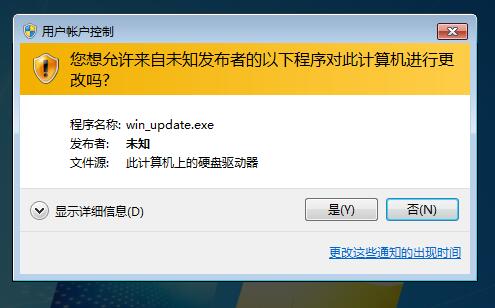 用户帐户控制
您想允许来自未知发布者的以下程序对此计算机进行更
改吗?
程序名称: win_update.exe
发布者: 未知
文件源: 此计算机上的硬盘驱动器
显示详细信息(D)
是(Y)
否(N)
更改这些通知的出现时间